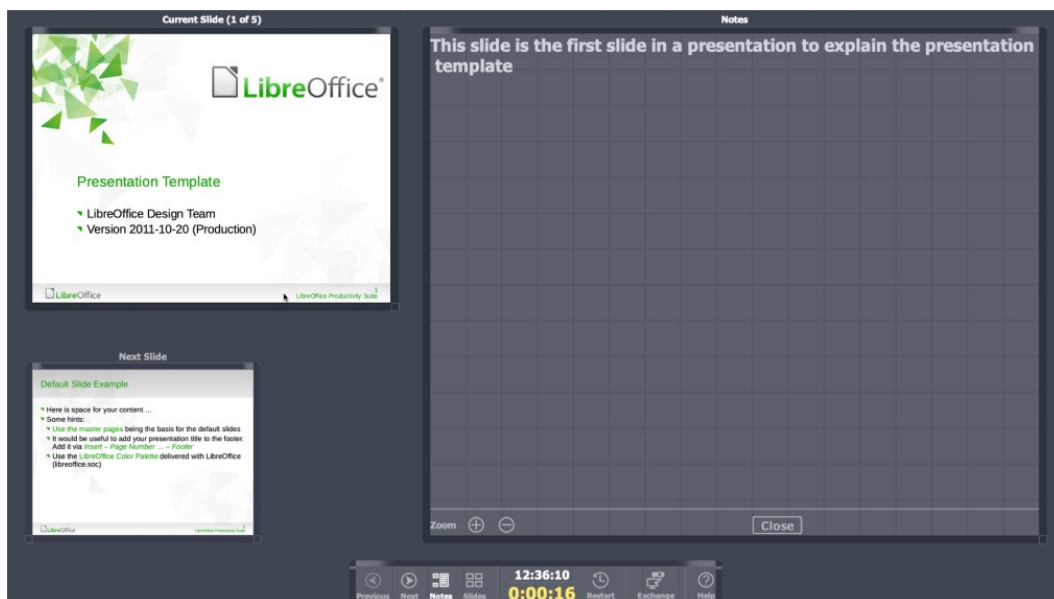 Current Slide (1 of 5)
LibreOffice®
Presentation Template
LibreOffice Design Team
Version 2011-10-20 (Production)
LibreOffice
LibreOffice Productivity Suite
1
Notes
This slide is the first slide in a presentation to explain the presentation
template
Next Slide
Default Slide Example
Here is space for your content ...
Some hints:
Use the master pages being the basis for the default slides
It would be useful to add your presentation title to the footer.
Add it via Insert – Page Number ... – Footer
Use the LibreOffice Color Palette delivered with LibreOffice
(libreoffice.soc)
LibreOffice
LibreOffice Productivity Suite
Zoom
Close
Previous
Next
Notes
Slides
12:36:10
0:00:16
Restart
Exchange
Help